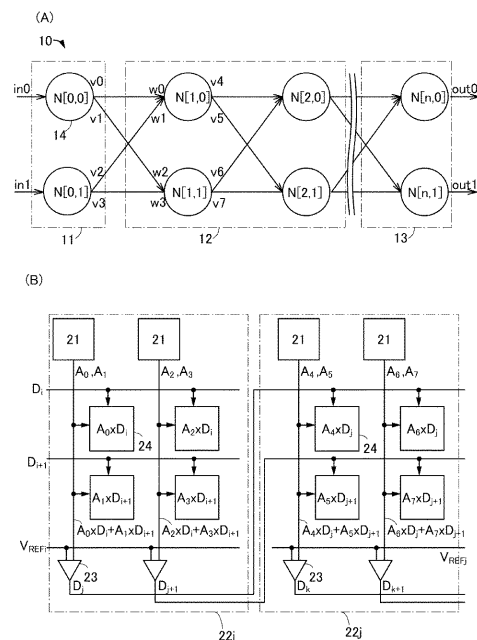 (A)
10
in0 N[0,0] v0 w0 N[1,0] v4 N[2,0] N[n,0] out0
v1 w1 v5
14
in1 N[0,1] v2 w2 N[1,1] v6 N[2,1] N[n,1] out1
v3 w3 v7
11 12 13
(B)
21 21 21 21
A₀,A₁ A₂,A₃ A₄,A₅ A₆,A₇
Dᵢ
A₀xDᵢ A₂xDᵢ A₄xDⱼ A₆xDⱼ
24 24
Dᵢ₊₁
A₁xDᵢ₊₁ A₃xDᵢ₊₁ A₅xDⱼ₊₁ A₇xDⱼ₊₁
A₀xDᵢ+A₁xDᵢ₊₁ A₂xDᵢ+A₃xDᵢ₊₁ A₄xDⱼ+A₅xDⱼ₊₁ A₆xDⱼ+A₇xDⱼ₊₁
V_REFi V_REFj
23 23
Dⱼ Dⱼ₊₁ Dₖ Dₖ₊₁
22i 22j